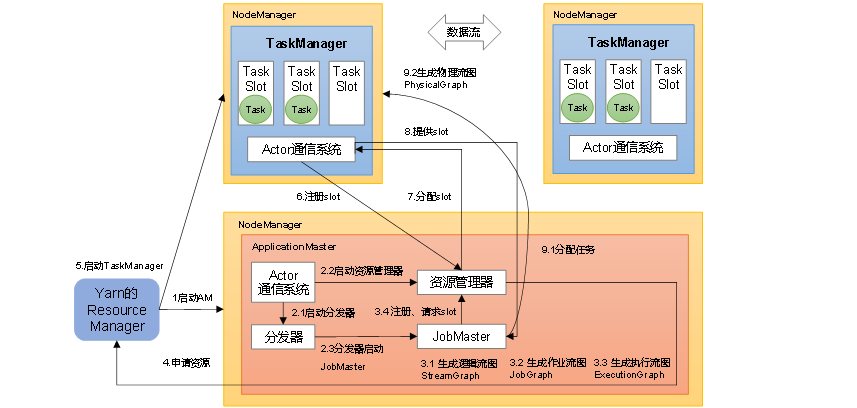 NodeManager
TaskManager
Task
Slot
Task
Task
Slot
Task
Task
Slot
Actor通信系统
数据流
NodeManager
TaskManager
Task
Slot
Task
Task
Slot
Task
Task
Slot
Actor通信系统
9.2生成物理流图
PhysicalGraph
8.提供slot
6.注册slot
7.分配slot
NodeManager
ApplicationMaster
9.1分配任务
5.启动TaskManager
Actor
通信系统
2.2启动资源管理器
资源管理器
Yarn的
Resource
Manager
1启动AM
2.1启动分发器
3.4 注册、请求slot
分发器
JobMaster
2.3分发器启动
JobMaster
4.申请资源
3.1 生成逻辑流图
StreamGraph
3.2 生成作业流图
JobGraph
3.3 生成执行流图
ExecutionGraph